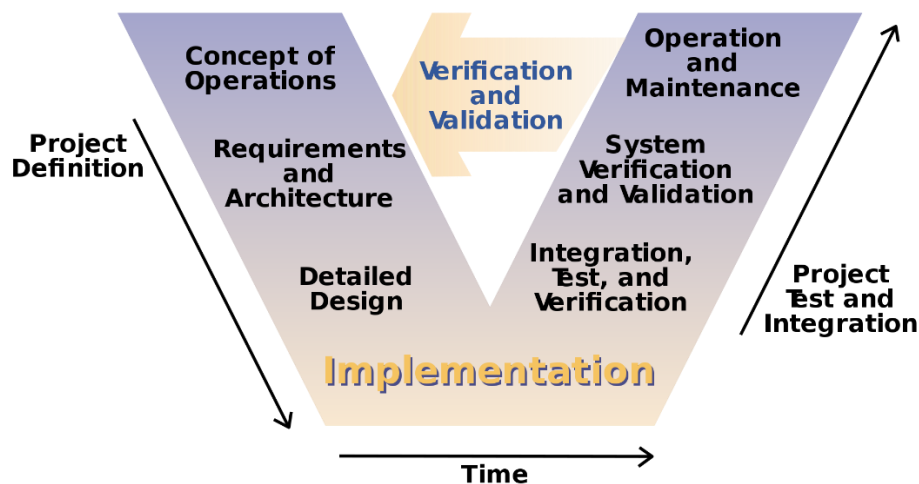 Concept of
Operations
Verification
and
Validation
Operation
and
Maintenance
Project
Definition
Requirements
and
Architecture
System
Verification
and Validation
Detailed
Design
Integration,
Test, and
Verification
Project
Test and
Integration
Implementation
Time